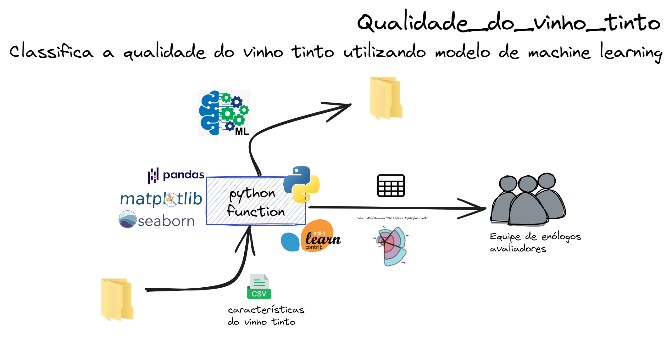 Qualidade_do_vinho_tinto
Classifica a qualidade do vinho tinto utilizando modelo de machine learning
ML
pandas
matplotlib
seaborn
python
function
learn
CSV
características
do vinho tinto
Equipe de enólogos
avaliadores